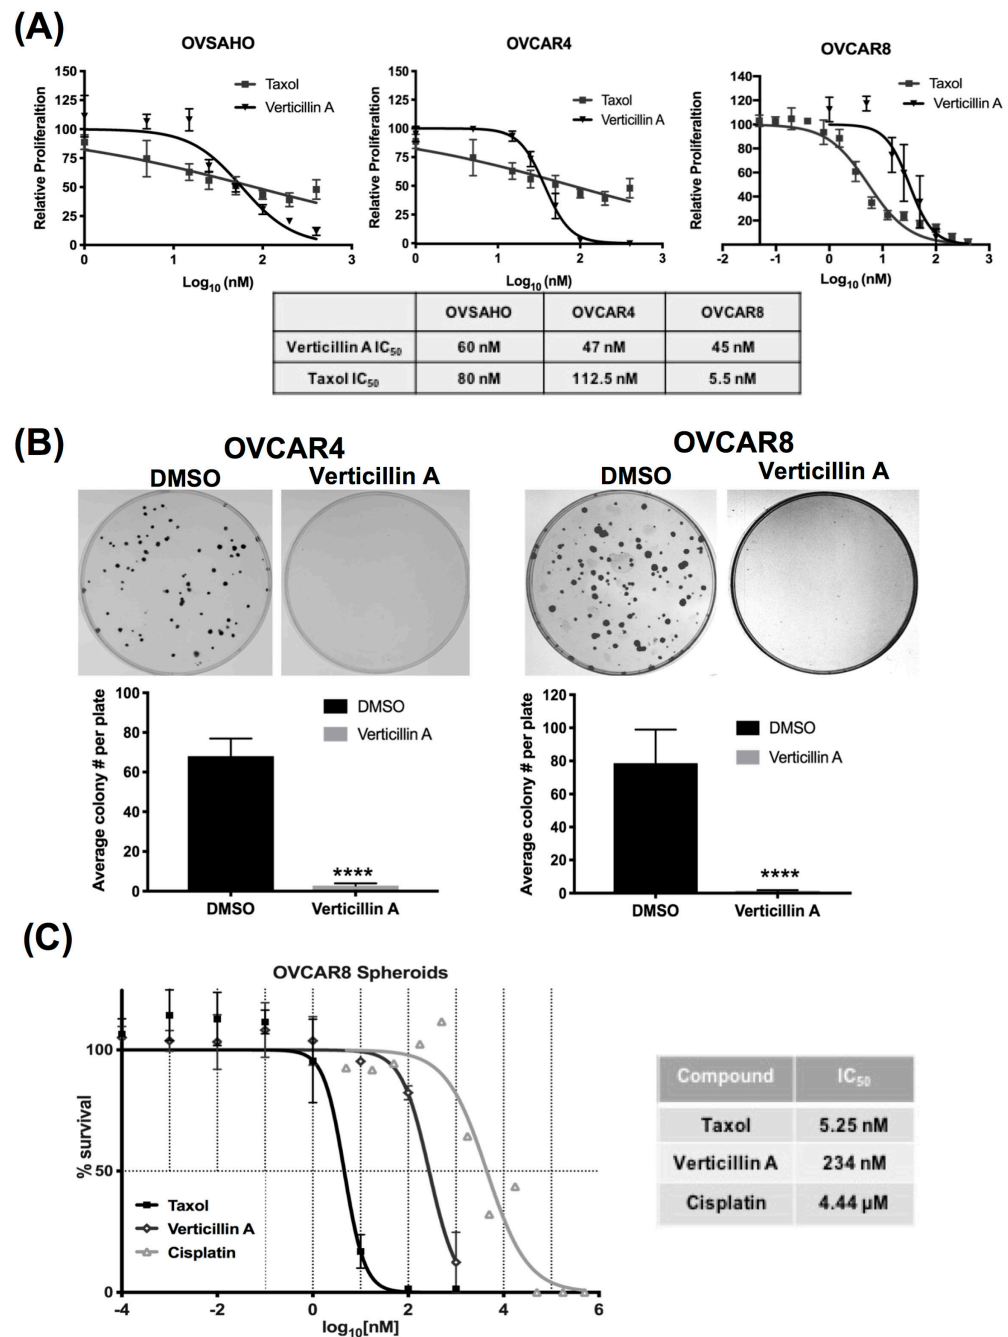 (A)
OVSAHO
Relative Proliferaltion
150
125
100
75
50
25
0
0
1
2
3
Log10 (nM)
Taxol
Verticillin A
OVCAR4
Relative Proliferaltion
150
125
100
75
50
25
0
0
1
2
3
Log10 (nM)
Taxol
Verticillin A
OVCAR8
Relative Proliferaltion
140
120
100
80
60
40
20
-2
-1
0
1
2
3
Log10 (nM)
Taxol
Verticillin A
OVSAHO OVCAR4 OVCAR8
Verticillin A IC50 60 nM 47 nM 45 nM
Taxol IC50 80 nM 112.5 nM 5.5 nM
(B)
OVCAR4
DMSO Verticillin A
OVCAR8
DMSO Verticillin A
Average colony # per plate
100
80
60
40
20
0
DMSO
Verticillin A
****
DMSO Verticillin A
Average colony # per plate
120
100
80
60
40
20
0
DMSO
Verticillin A
****
DMSO Verticillin A
(C)
OVCAR8 Spheroids
% survival
100
50
0
Taxol
Verticillin A
Cisplatin
-4 -2 0 2 4 6
log10[nM]
Compound IC50
Taxol 5.25 nM
Verticillin A 234 nM
Cisplatin 4.44 µM